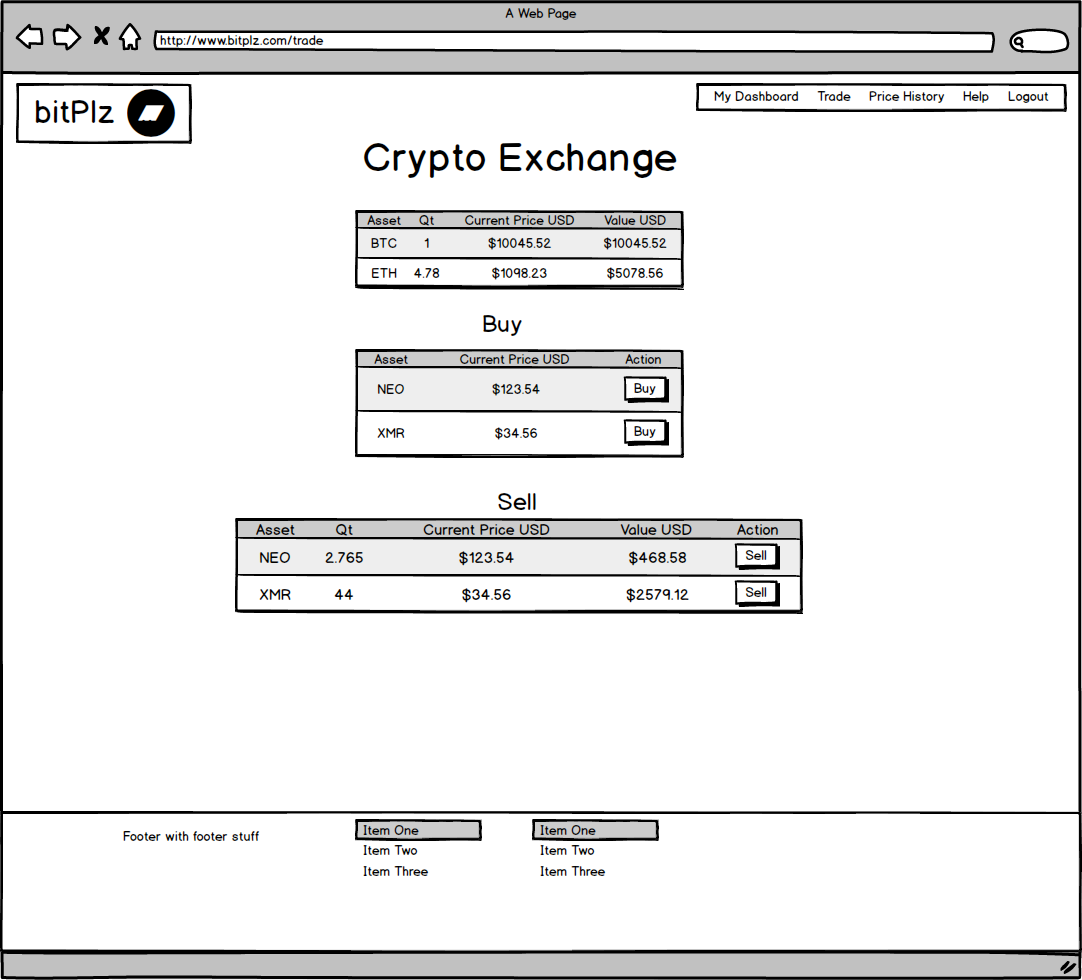 A Web Page
http://www.bitplz.com/trade
bitPlz
My Dashboard Trade Price History Help Logout
Crypto Exchange
Asset Qt Current Price USD Value USD
BTC 1 $10045.52 $10045.52
ETH 4.78 $1098.23 $5078.56
Buy
Asset Current Price USD Action
NEO $123.54 Buy
XMR $34.56 Buy
Sell
Asset Qt Current Price USD Value USD Action
NEO 2.765 $123.54 $468.58 Sell
XMR 44 $34.56 $2579.12 Sell
Footer with footer stuff
Item One
Item Two
Item Three
Item One
Item Two
Item Three